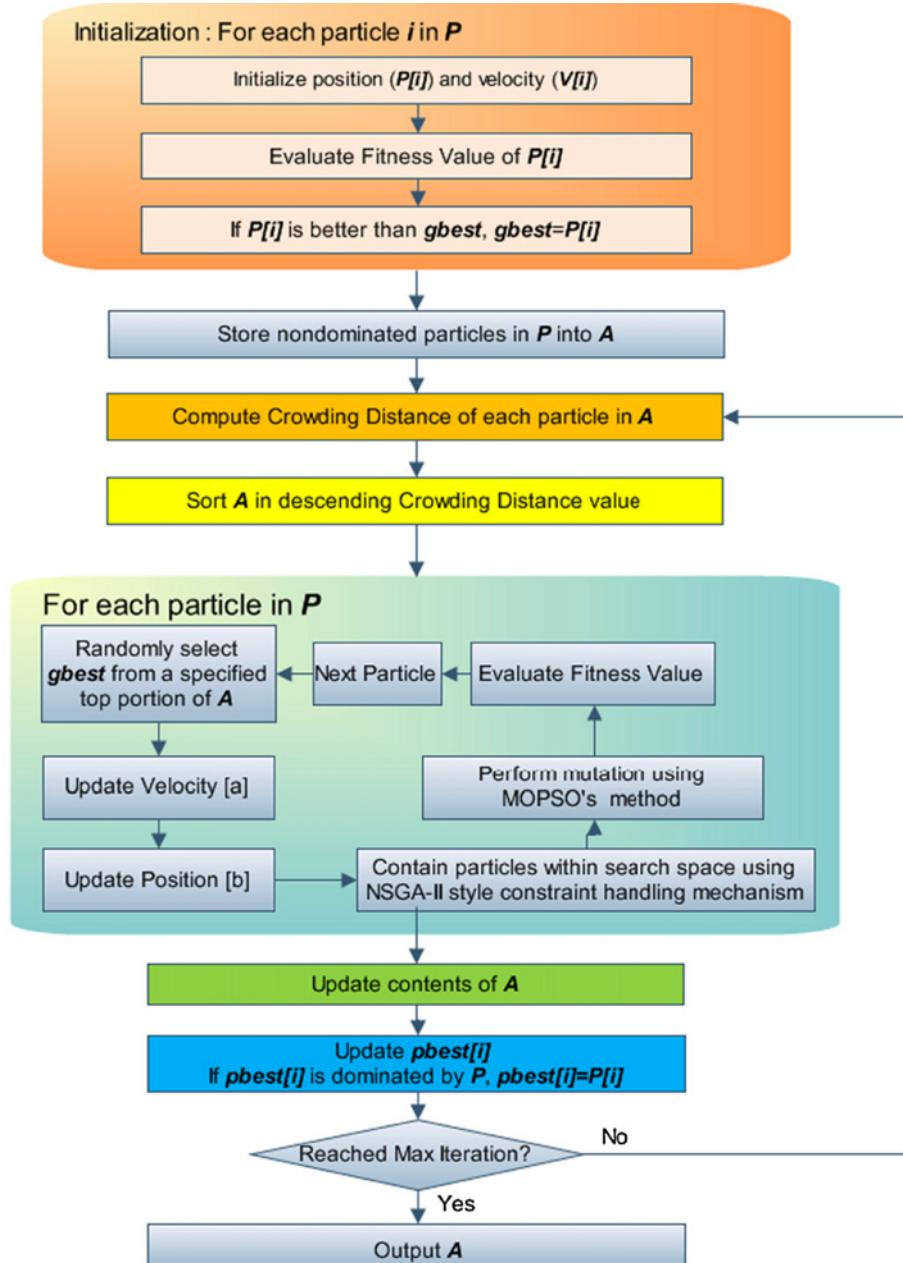 Initialization : For each particle i in P
Initialize position (P[i]) and velocity (V[i])
Evaluate Fitness Value of P[i]
If P[i] is better than gbest, gbest=P[i]
Store nondominated particles in P into A
Compute Crowding Distance of each particle in A
Sort A in descending Crowding Distance value
For each particle in P
Randomly select
gbest from a specified
top portion of A
Next Particle
Evaluate Fitness Value
Update Velocity [a]
Perform mutation using
MOPSO's method
Update Position [b]
Contain particles within search space using
NSGA-II style constraint handling mechanism
Update contents of A
Update pbest[i]
If pbest[i] is dominated by P, pbest[i]=P[i]
Reached Max Iteration?
No
Yes
Output A